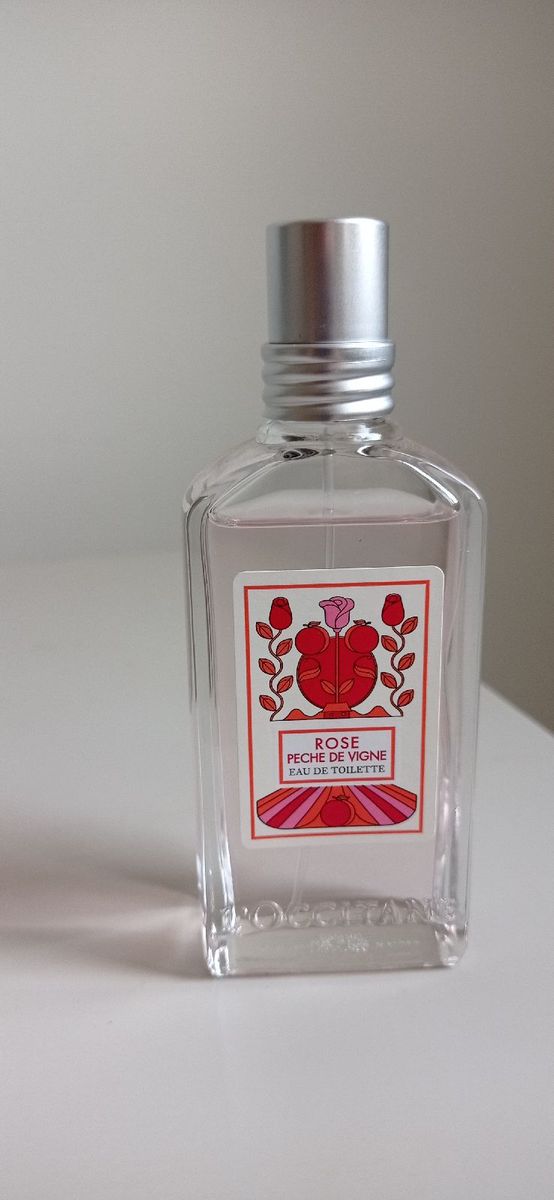 ROSE
PECHE DE VIGNE
EAU DE TOILETTE
L'OCCITANE